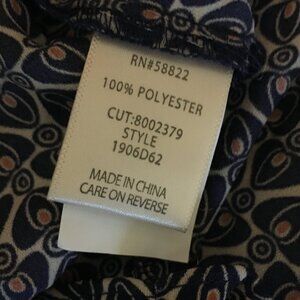 RN#58822
100% POLYESTER
CUT:8002379
STYLE
1906D62
MADE IN CHINA
CARE ON REVERSE